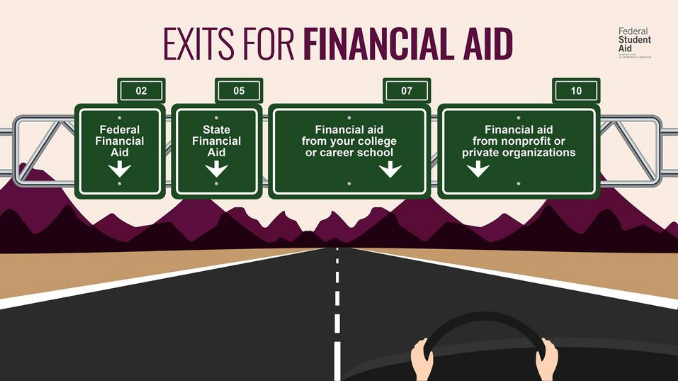 EXITS FOR FINANCIAL AID
Federal
Student
Aid
02
05
07
10
Federal
Financial
Aid
State
Financial
Aid
Financial aid
from your college
or career school
Financial aid
from nonprofit or
private organizations